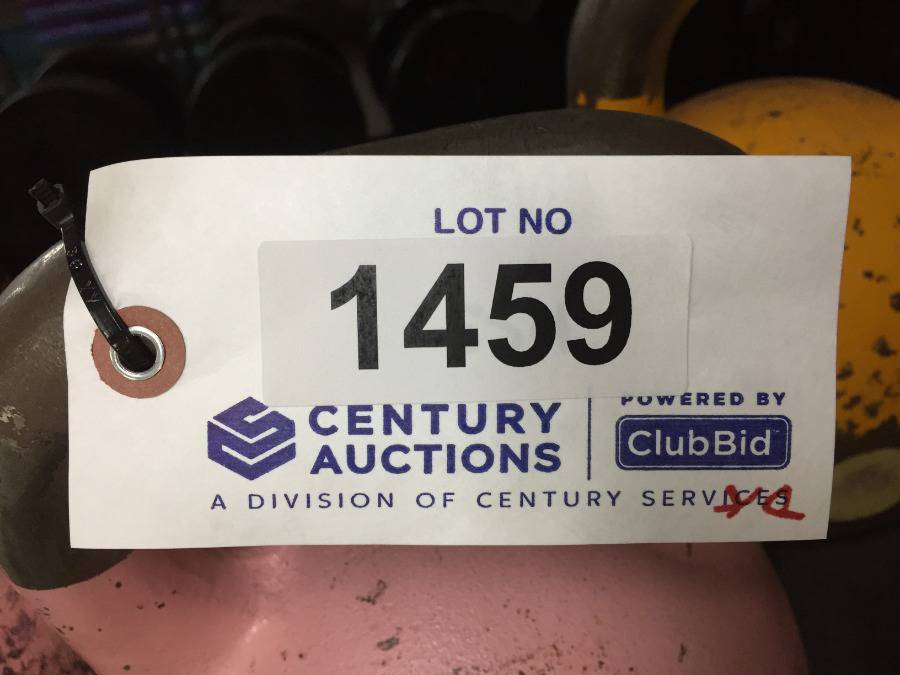 LOT NO
1459
CENTURY
AUCTIONS
POWERED BY
ClubBid
A DIVISION OF CENTURY SERVICES